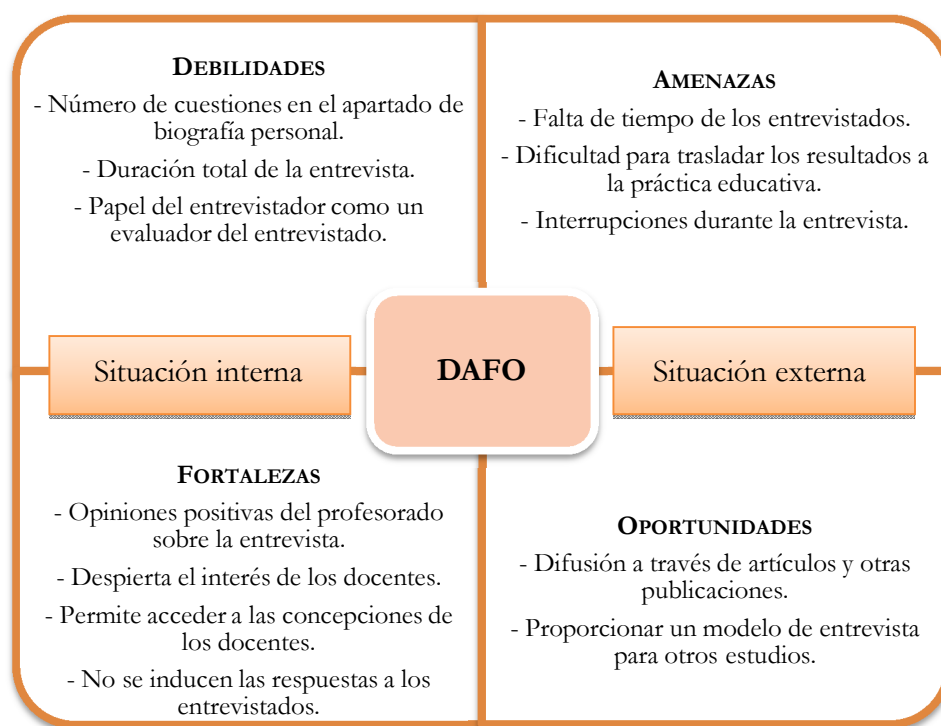 DEBILIDADES
- Número de cuestiones en el apartado de
biografía personal.
- Duración total de la entrevista.
- Papel del entrevistador como un
evaluador del entrevistado.
AMENAZAS
- Falta de tiempo de los entrevistados.
- Dificultad para trasladar los resultados a
la práctica educativa.
- Interrupciones durante la entrevista.
Situación interna
DAFO
Situación externa
FORTALEZAS
- Opiniones positivas del profesorado
sobre la entrevista.
- Despierta el interés de los docentes.
- Permite acceder a las concepciones de
los docentes.
- No se inducen las respuestas a los
entrevistados.
OPORTUNIDADES
- Difusión a través de artículos y otras
publicaciones.
- Proporcionar un modelo de entrevista
para otros estudios.